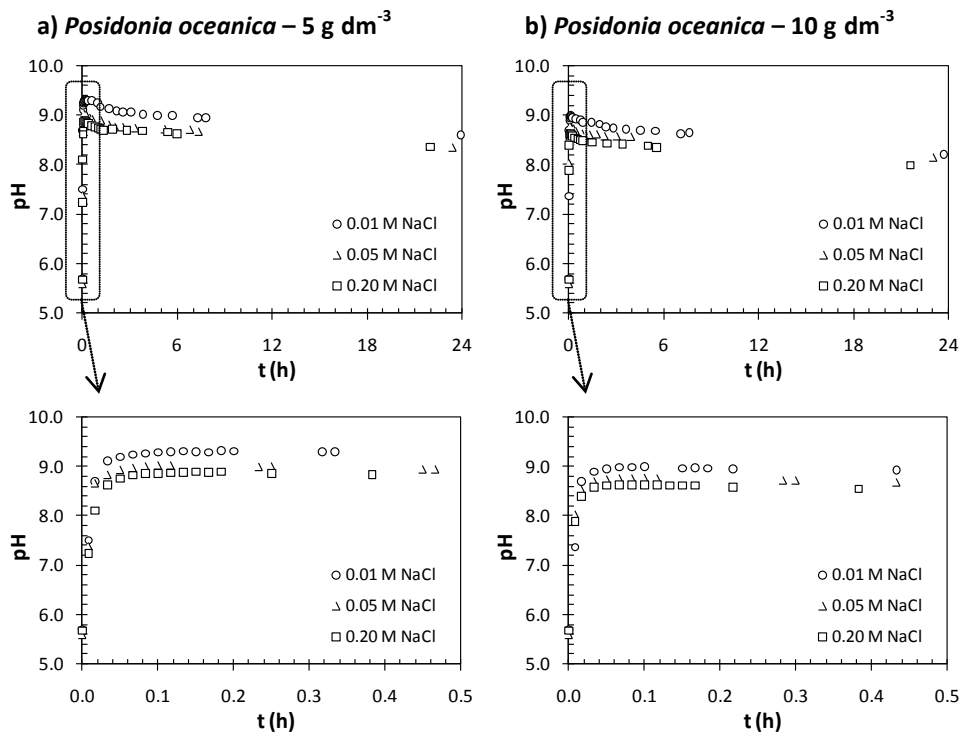 a) Posidonia oceanica – 5 g dm⁻³
b) Posidonia oceanica – 10 g dm⁻³
10.0
9.0
8.0
7.0
6.0
5.0
pH
0.01 M NaCl
0.05 M NaCl
0.20 M NaCl
0 6 12 18 24
t (h)
10.0
9.0
8.0
7.0
6.0
5.0
pH
0.01 M NaCl
0.05 M NaCl
0.20 M NaCl
0 6 12 18 24
t (h)
10.0
9.0
8.0
7.0
6.0
5.0
pH
0.01 M NaCl
0.05 M NaCl
0.20 M NaCl
0.0 0.1 0.2 0.3 0.4 0.5
t (h)
10.0
9.0
8.0
7.0
6.0
5.0
pH
0.01 M NaCl
0.05 M NaCl
0.20 M NaCl
0.0 0.1 0.2 0.3 0.4 0.5
t (h)